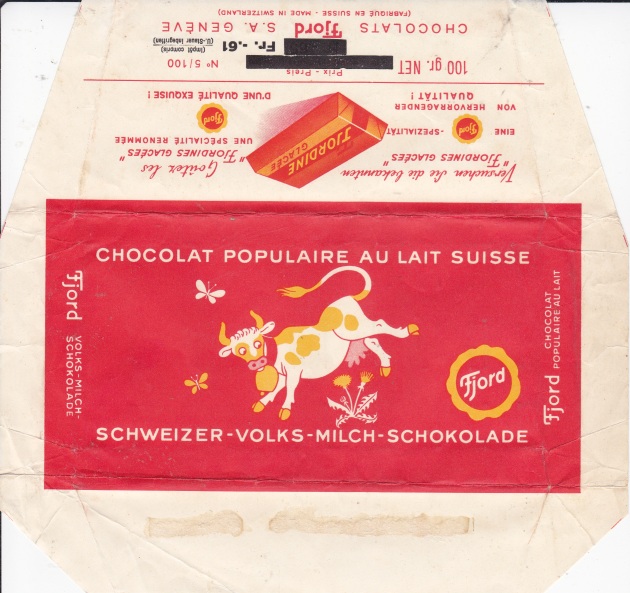 CHOCOLATS Fjord S.A. GENÈVE
(FABRIQUÉ EN SUISSE - MADE IN SWITZERLAND)
100 gr. NET
Prix - Preis
Fr. -.61
(Impôt compris)
(U.-Steuer inbegriffen)
No 5/100
Versuchen Sie die bekannten
"FJORDINES GLACÉES"
EINE Fjord -SPEZIALITÄT
VON HERVORRAGENDER
QUALITÄT!
FJORDINE
GLACÉE
Goûtez les
"FJORDINES GLACÉES"
UNE SPÉCIALITÉ RENOMMÉE
Fjord
D'UNE QUALITÉ EXQUISE!
CHOCOLAT POPULAIRE AU LAIT SUISSE
Fjord
VOLKS-MILCH-
SCHOKOLADE
Fjord
Fjord
CHOCOLAT
POPULAIRE AU LAIT
SCHWEIZER-VOLKS-MILCH-SCHOKOLADE